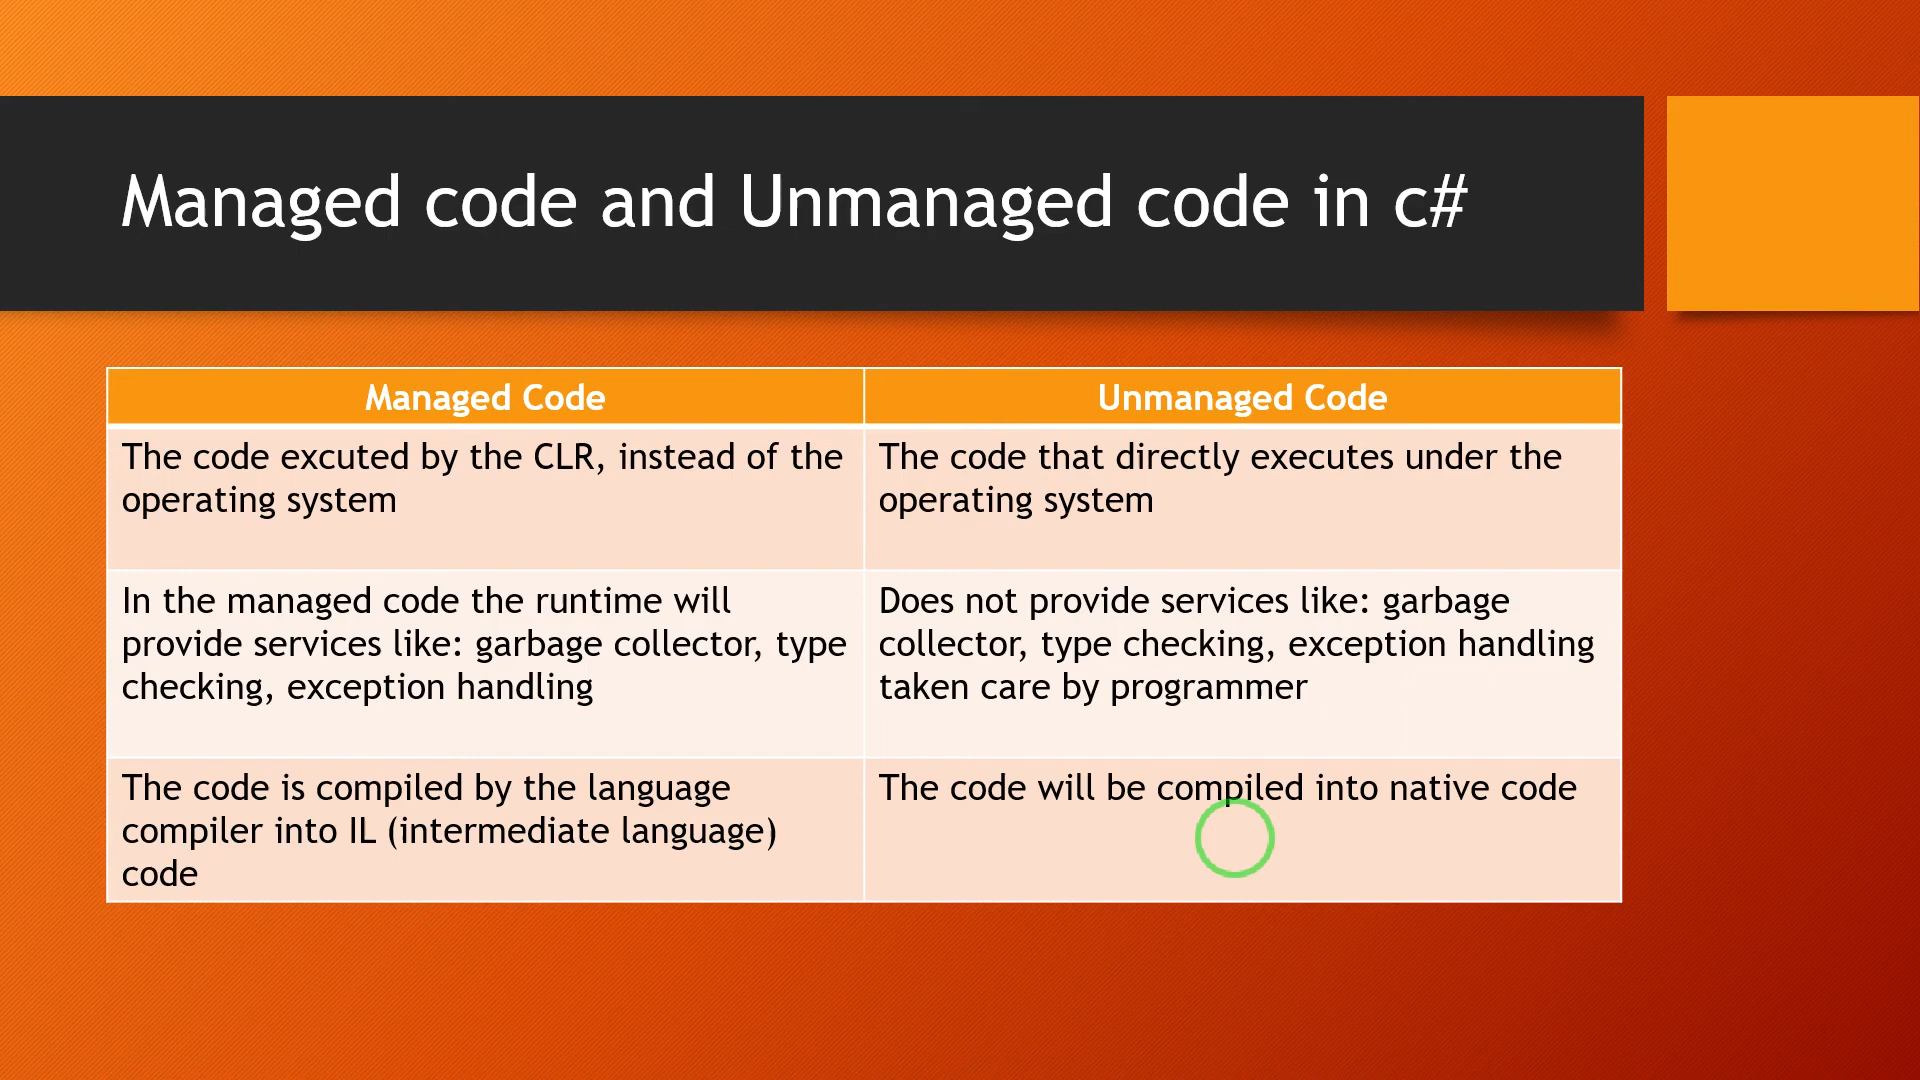 Managed code and Unmanaged code in c#
Managed Code
Unmanaged Code
The code excuted by the CLR, instead of the
operating system
The code that directly executes under the
operating system
In the managed code the runtime will
provide services like: garbage collector, type
checking, exception handling
Does not provide services like: garbage
collector, type checking, exception handling
taken care by programmer
The code is compiled by the language
compiler into IL (intermediate language)
code
The code will be compiled into native code